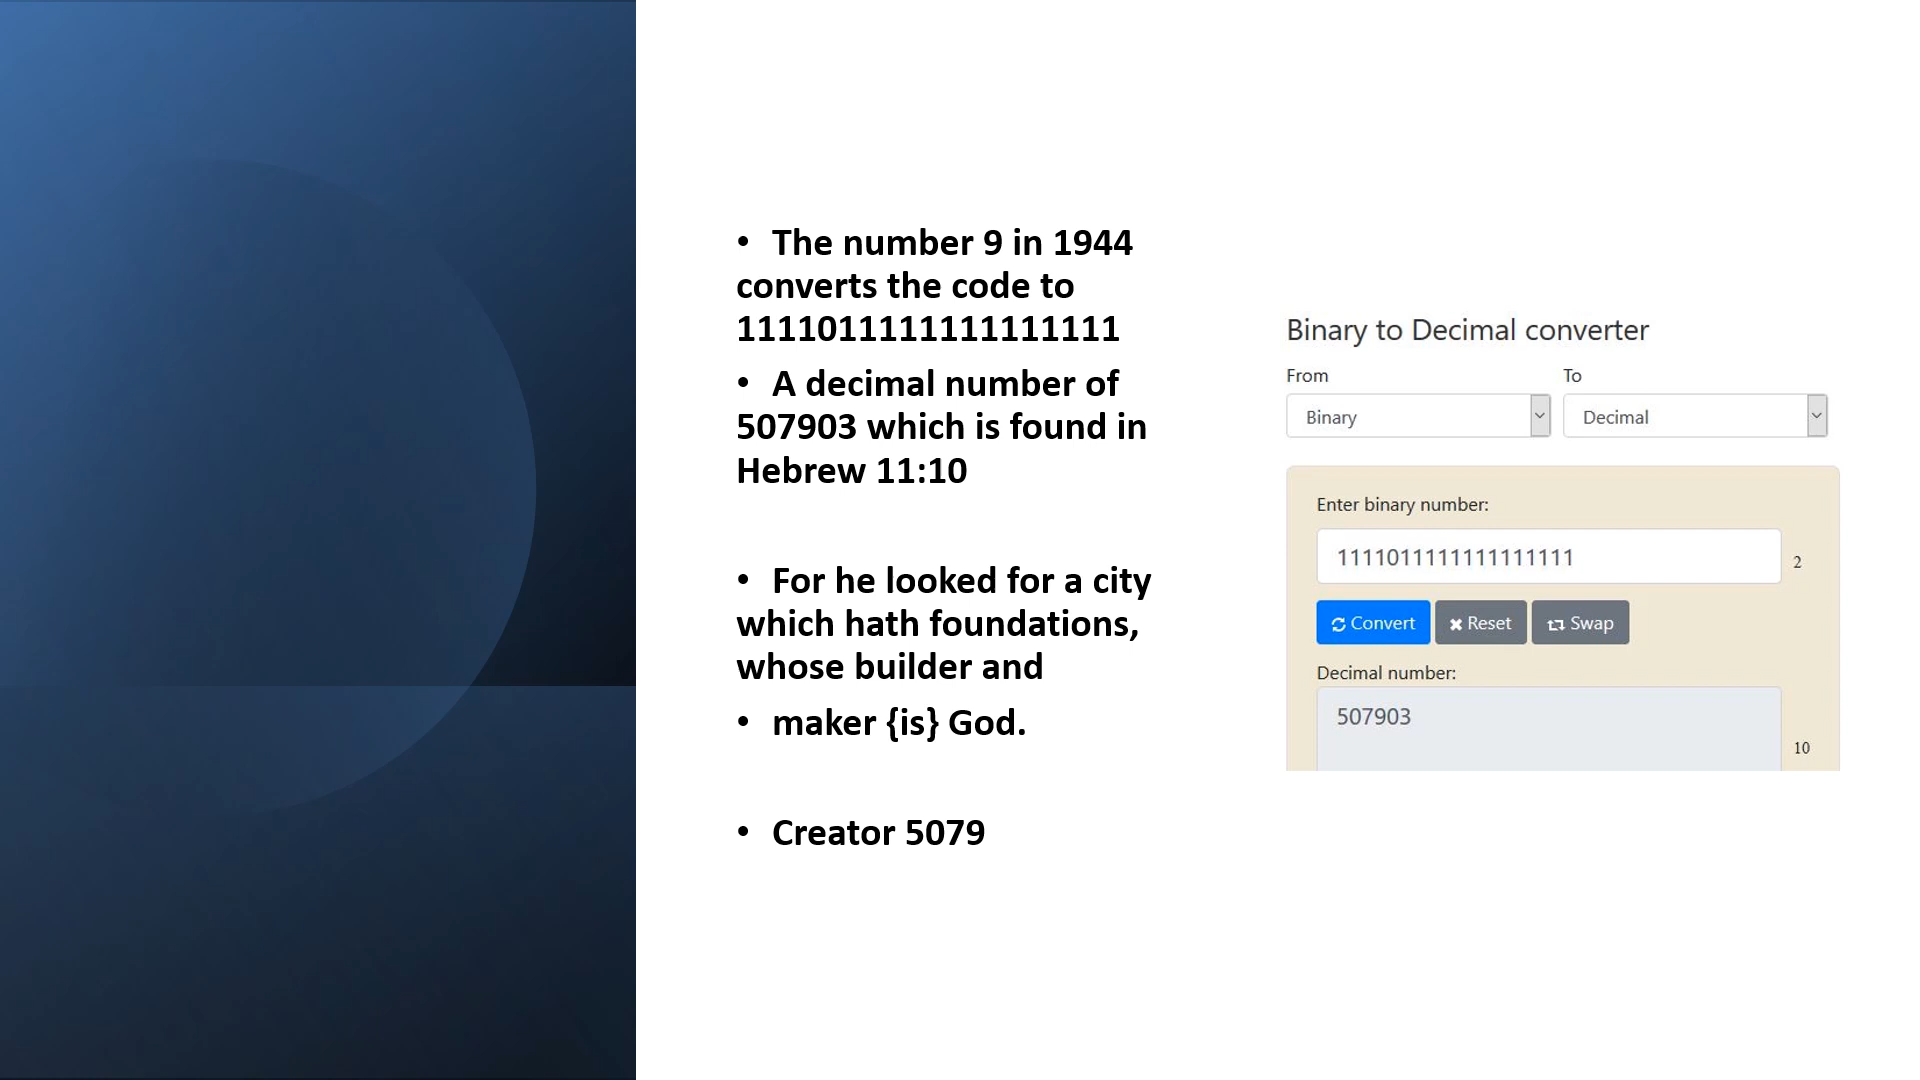 • The number 9 in 1944
converts the code to
1111011111111111111
• A decimal number of
507903 which is found in
Hebrew 11:10
• For he looked for a city
which hath foundations,
whose builder and
• maker {is} God.
• Creator 5079
Binary to Decimal converter
From To
Binary Decimal
Enter binary number:
1111011111111111111 2
Convert Reset Swap
Decimal number:
507903
10